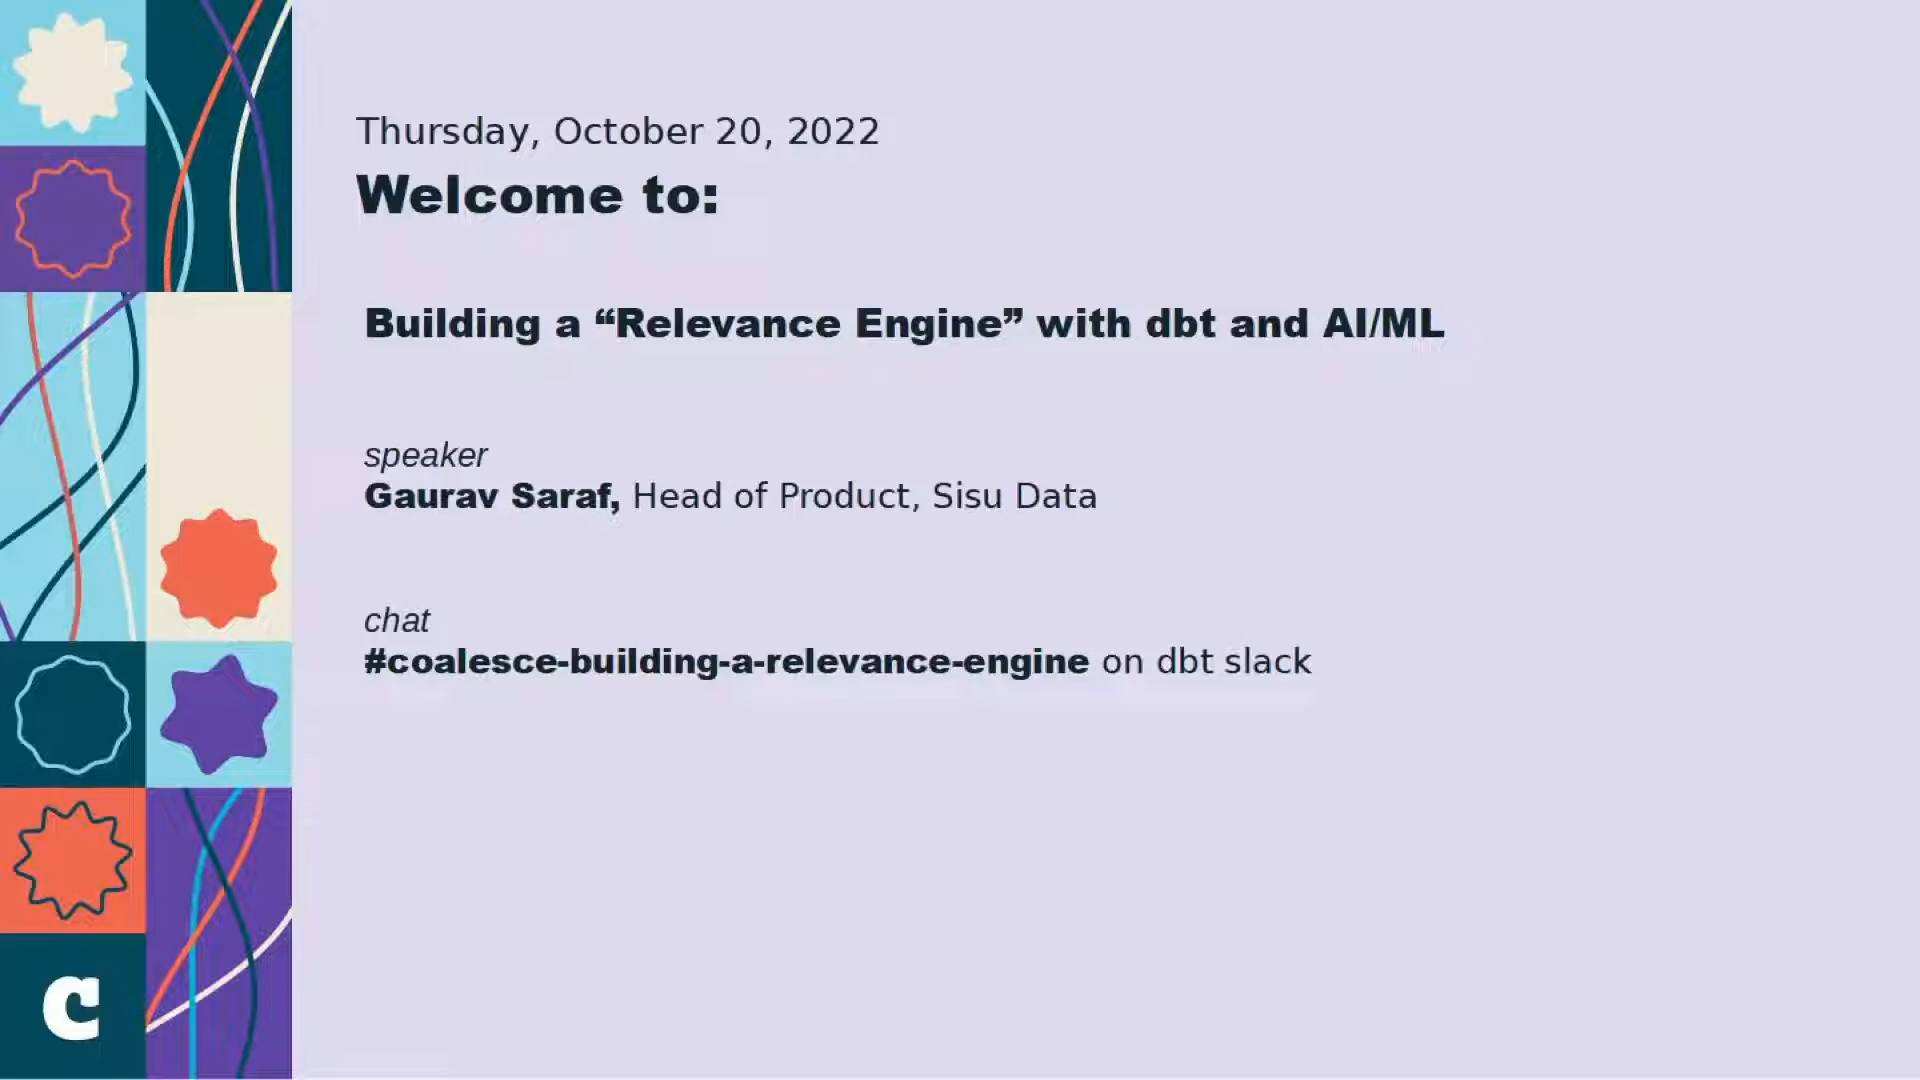 Thursday, October 20, 2022
Welcome to:
Building a “Relevance Engine” with dbt and AI/ML
speaker
Gaurav Saraf, Head of Product, Sisu Data
chat
#coalesce-building-a-relevance-engine on dbt slack
c